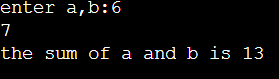 enter a,b:6
7
the sum of a and b is 13